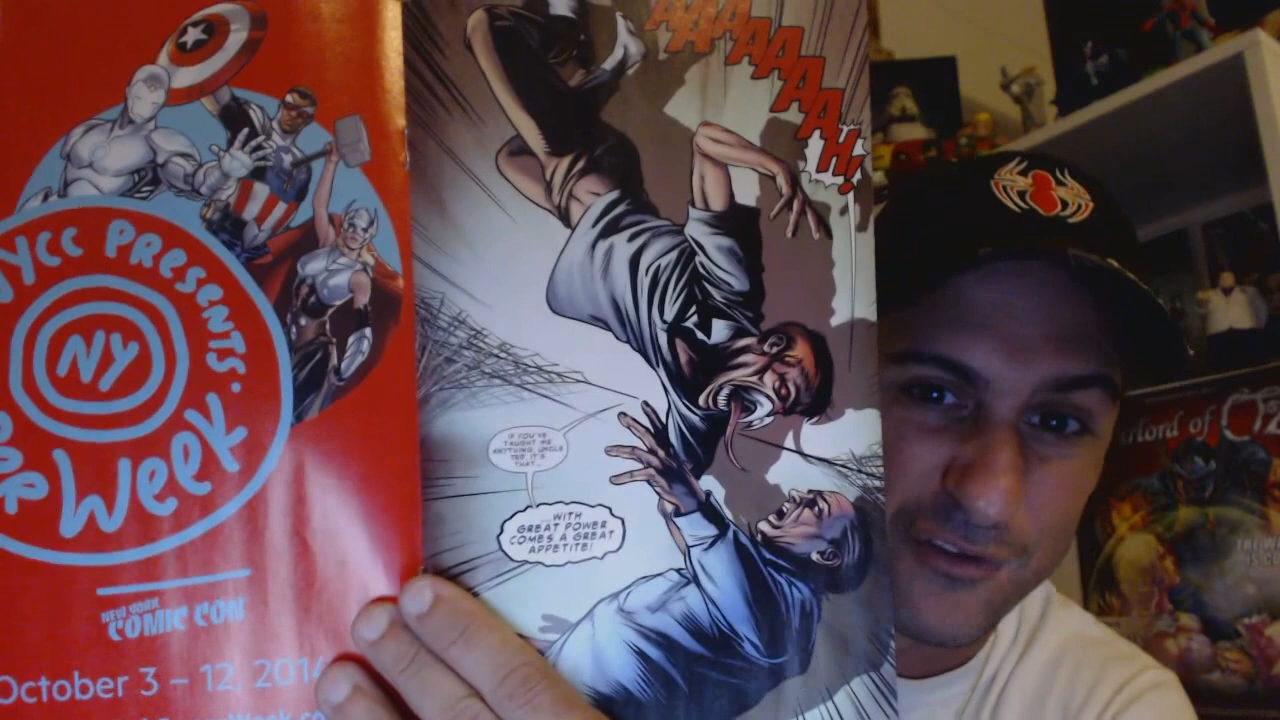 NYCC PRESENTS.
NY
Week
NEW YORK
COMIC CON
October 3 – 12, 2014
AAAAAAAAH!
IF YOU'VE
TAUGHT ME
ANYTHING, UNCLE
TED, IT'S
THAT...
...WITH
GREAT POWER
COMES A GREAT
APPETITE!
Warlord of Oz